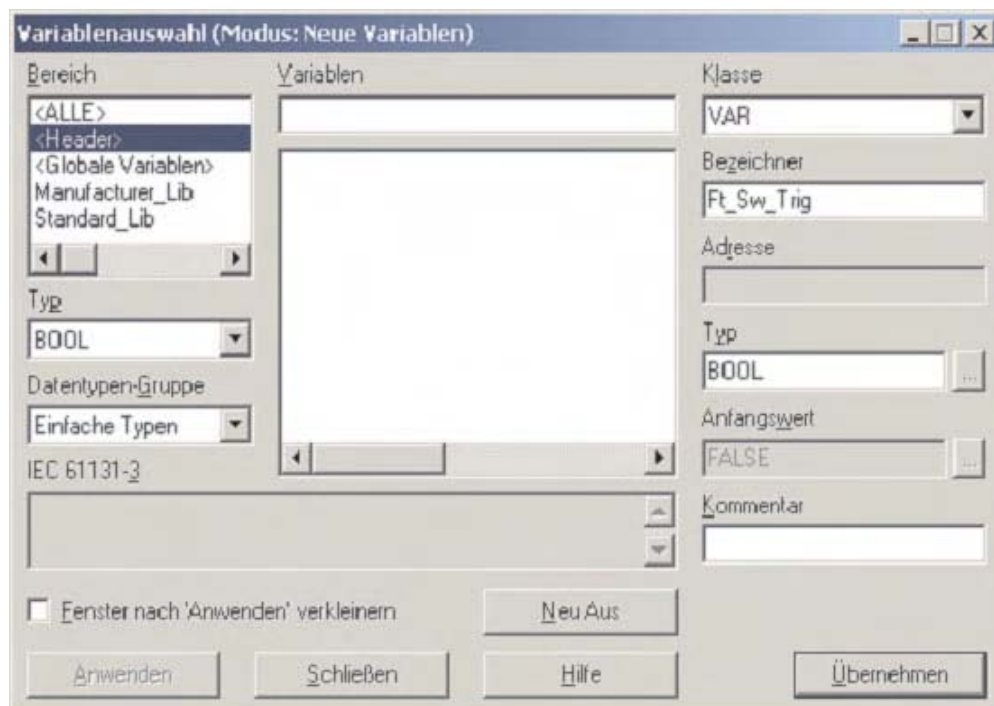 Variablenauswahl (Modus: Neue Variablen)
Bereich
<ALLE>
<Header>
<Globale Variablen>
Manufacturer_Lib
Standard_Lib
Typ
BOOL
Datentypen-Gruppe
Einfache Typen
IEC 61131-3
Variablen
Klasse
VAR
Bezeichner
Ft_Sw_Trig
Adresse
Typ
BOOL
...
Anfangswert
FALSE
...
Kommentar
Fenster nach 'Anwenden' verkleinern
Neu Aus
Anwenden
Schließen
Hilfe
Übernehmen